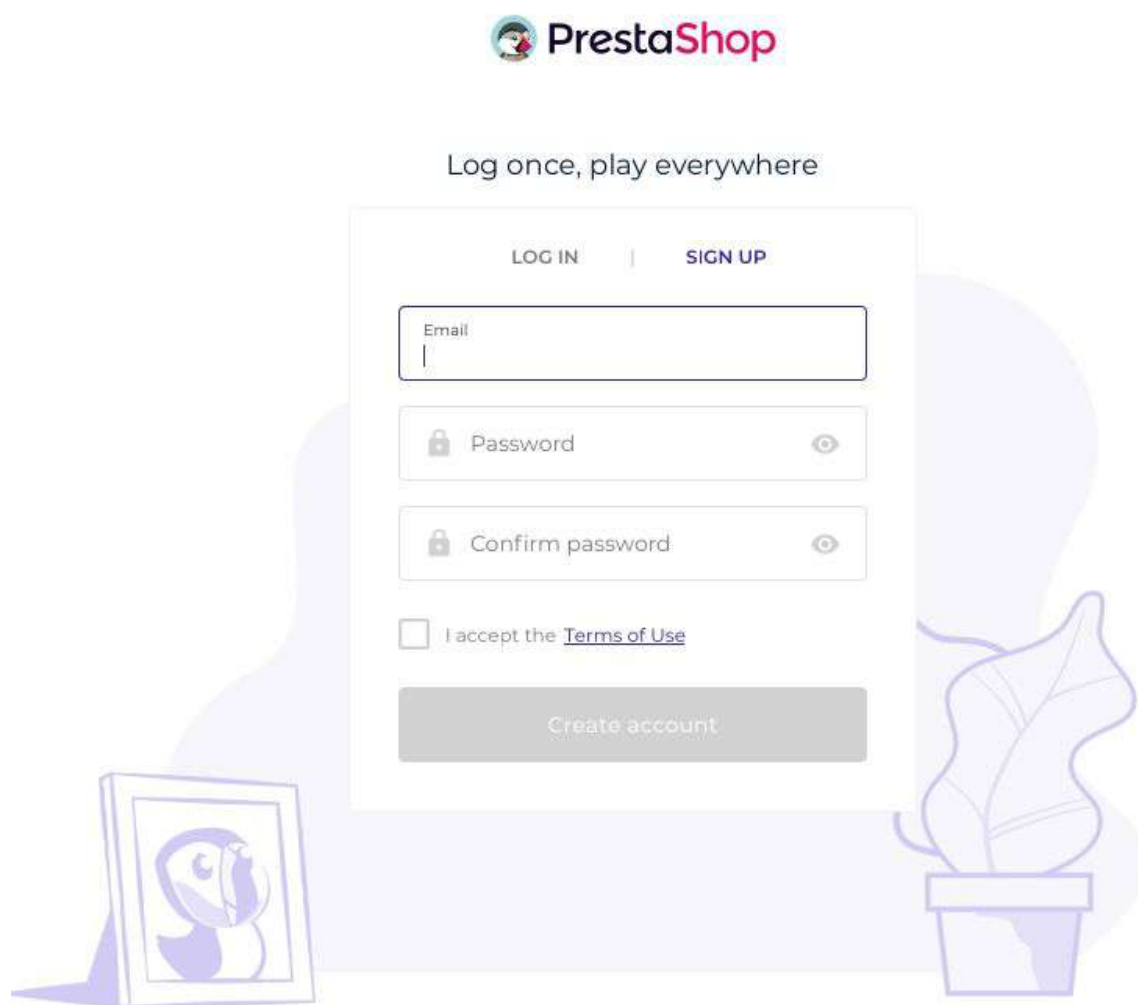 PrestaShop
Log once, play everywhere
LOG IN | SIGN UP
Email
Password
Confirm password
I accept the Terms of Use
Create account